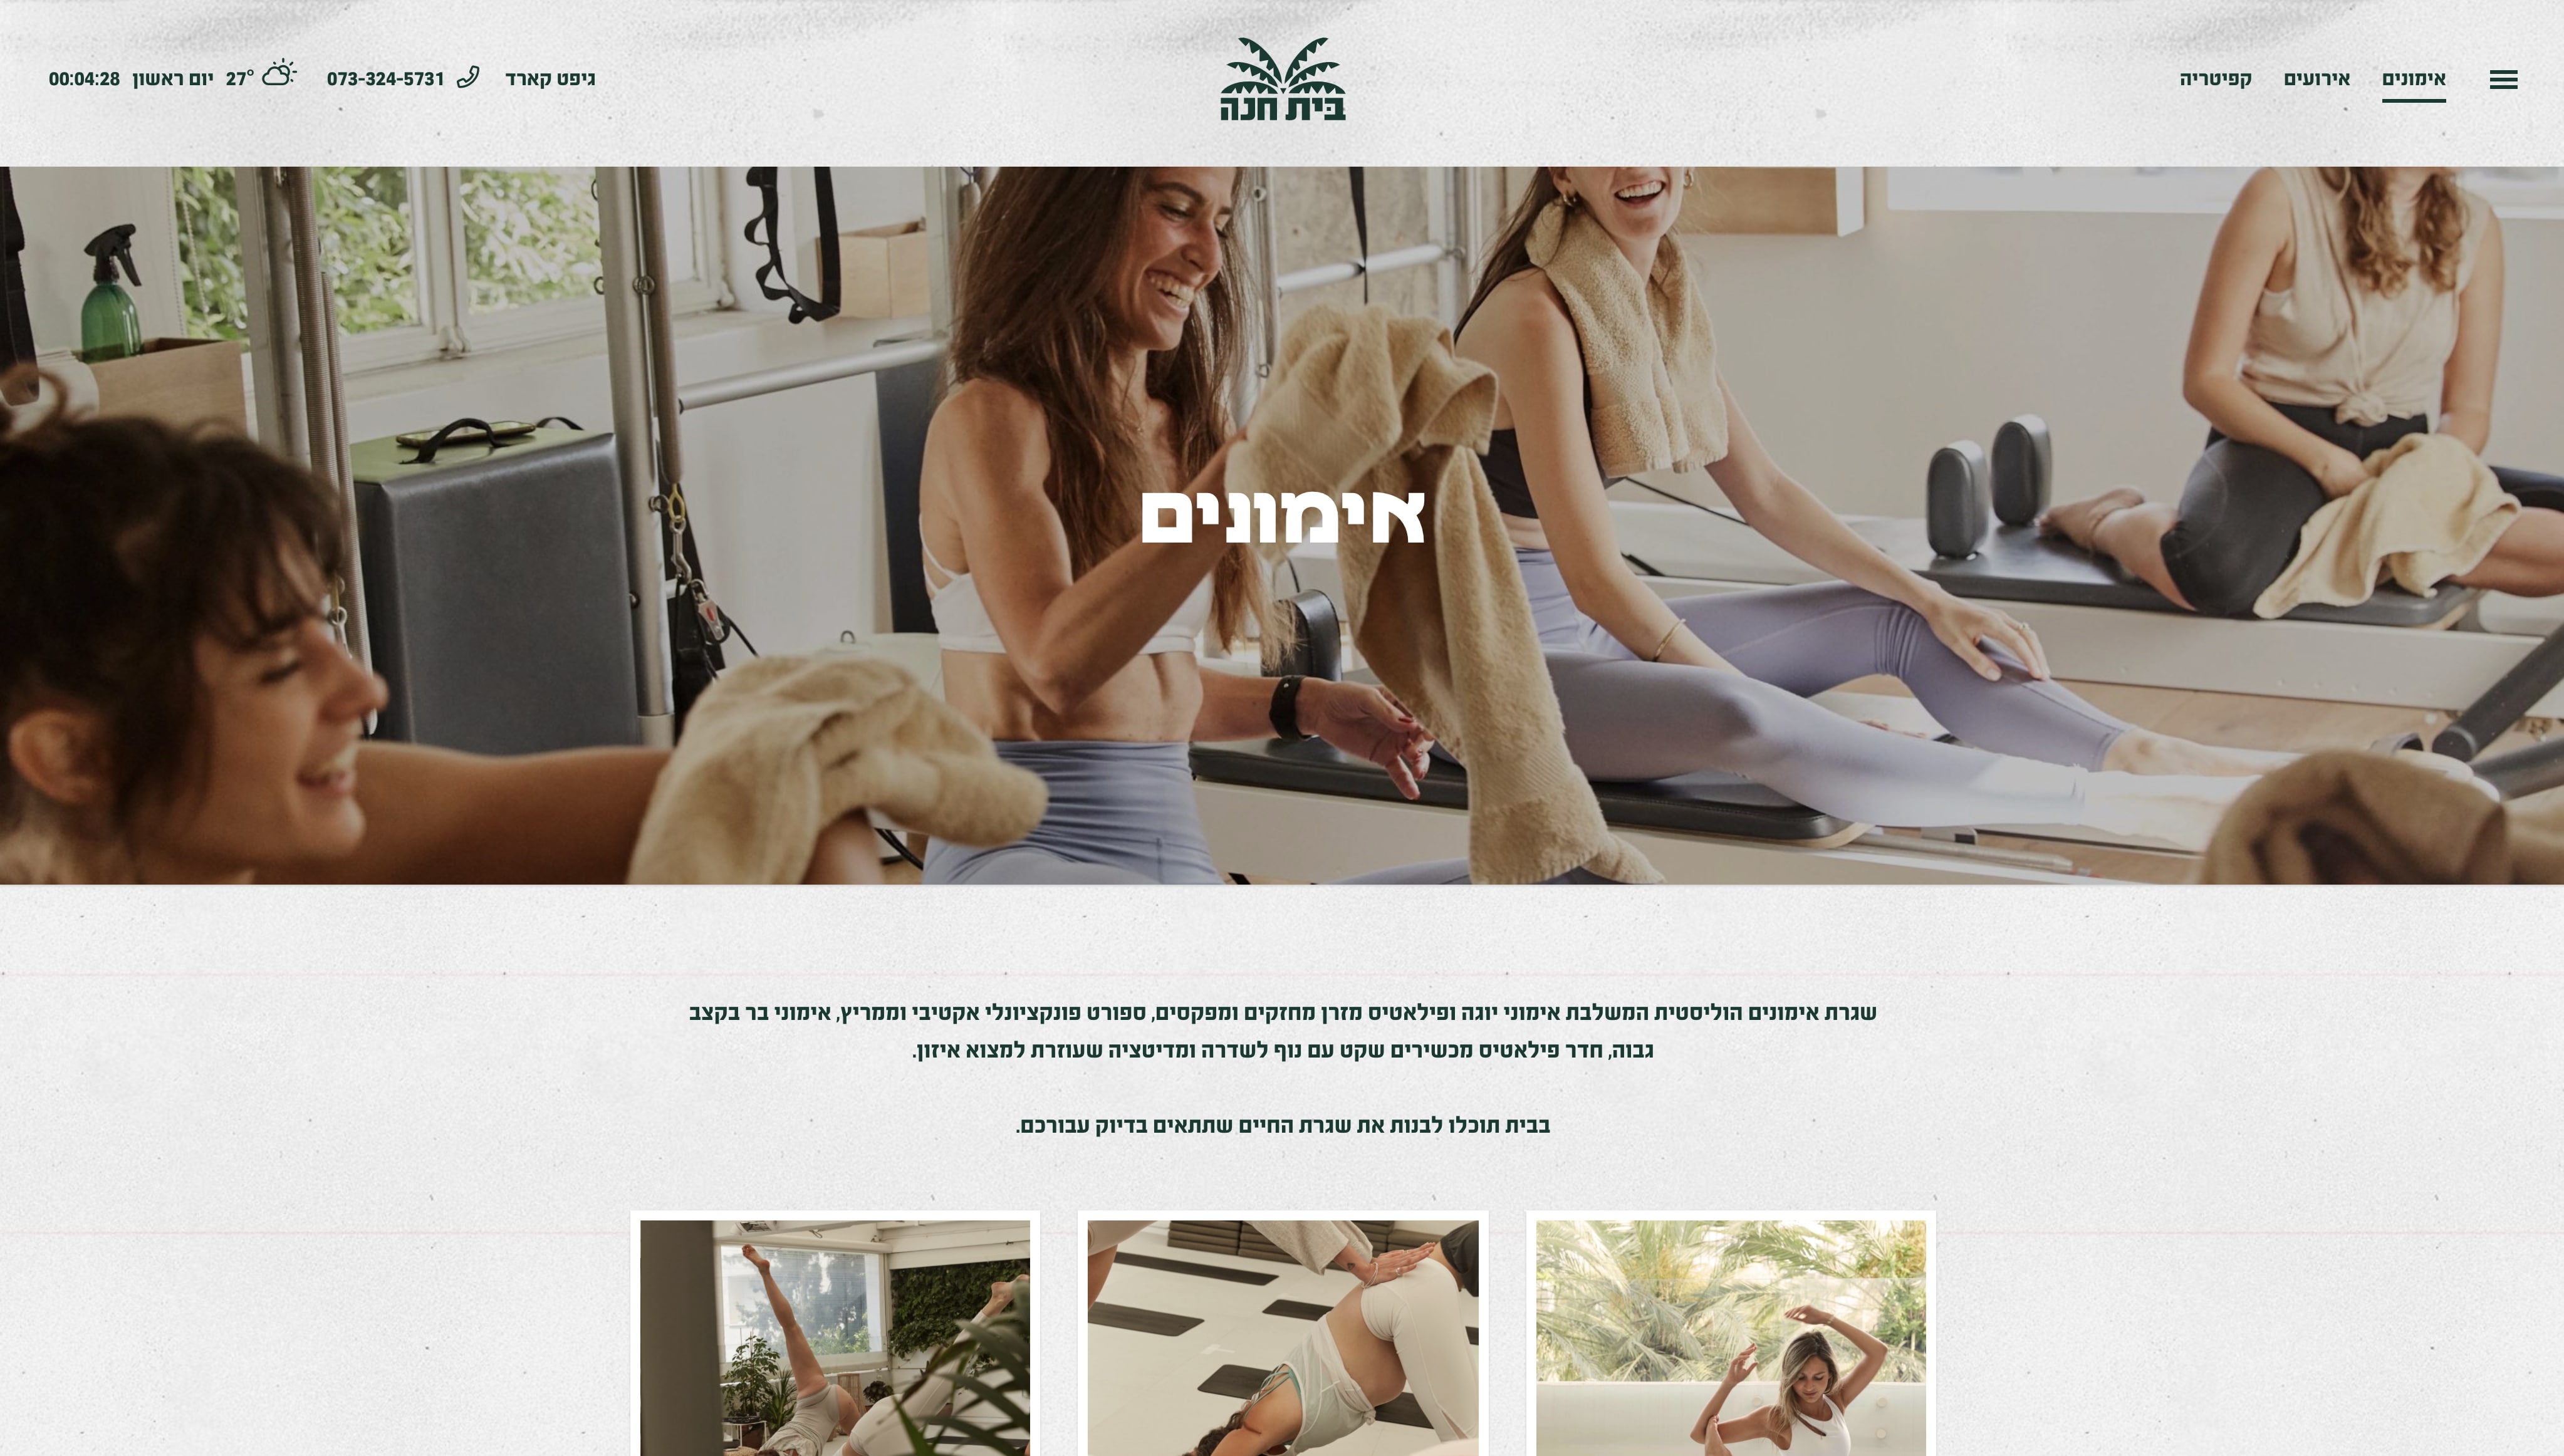 אימונים אירועים קפיטריה
בית חנה
גיפט קארד 073-324-5731 27° יום ראשון 00:04:28
אימונים
שגרת אימונים הוליסטית המשלבת אימוני יוגה ופילאטיס מזרן מחזקים ומפקסים, ספורט פונקציונלי אקטיבי וממריץ, אימוני בר בקצב
גבוה, חדר פילאטיס מכשירים שקט עם נוף לשדרה ומדיטציה שעוזרת למצוא איזון.
בבית תוכלו לבנות את שגרת החיים שתתאים בדיוק עבורכם.